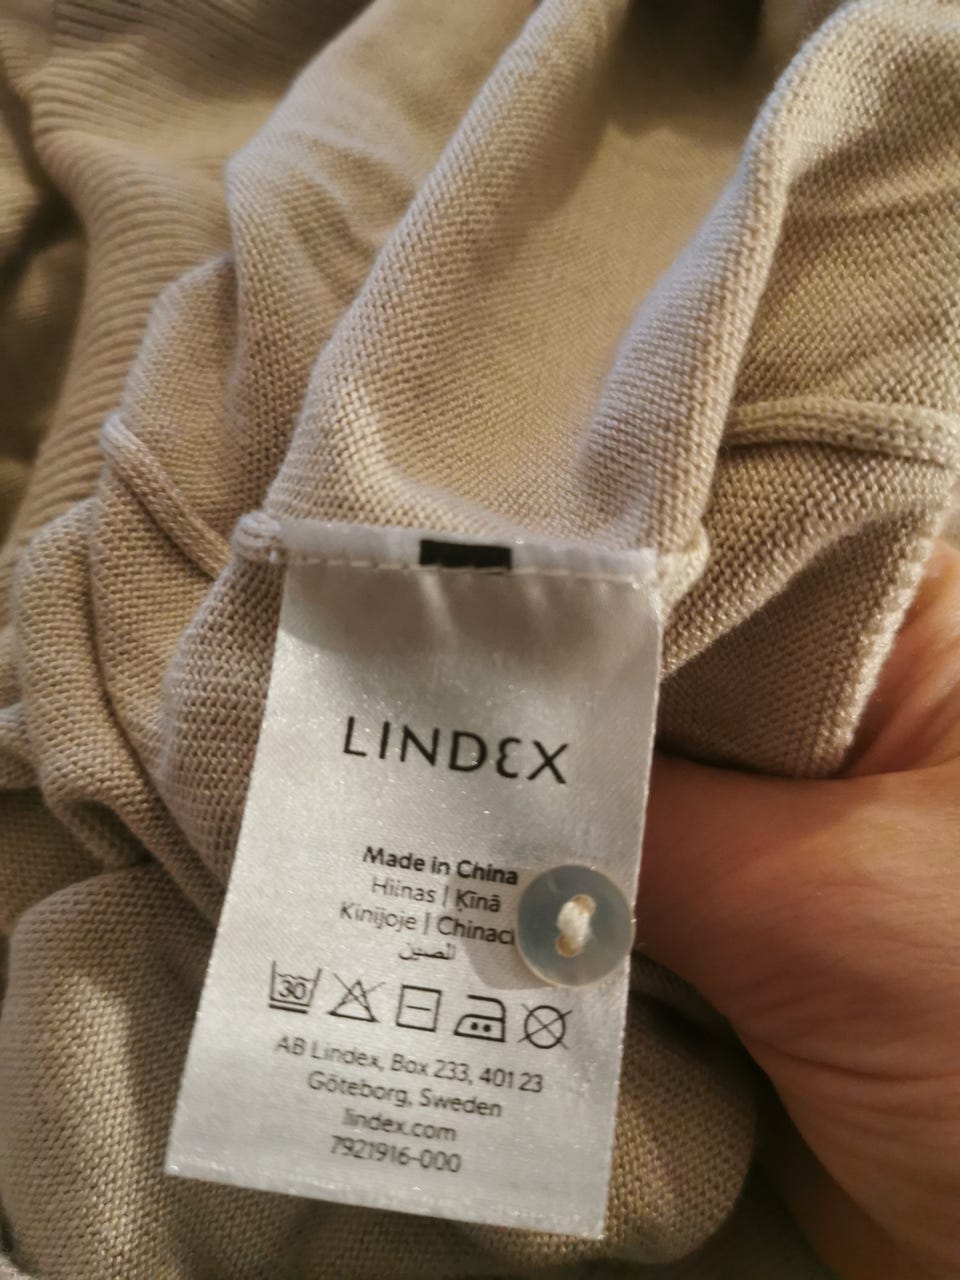 LINDEX
Made in China
Hiinas | Ķīnā
Kinijoje | Chinaci
الصين
30
AB Lindex, Box 233, 401 23
Göteborg, Sweden
lindex.com
7921916-000